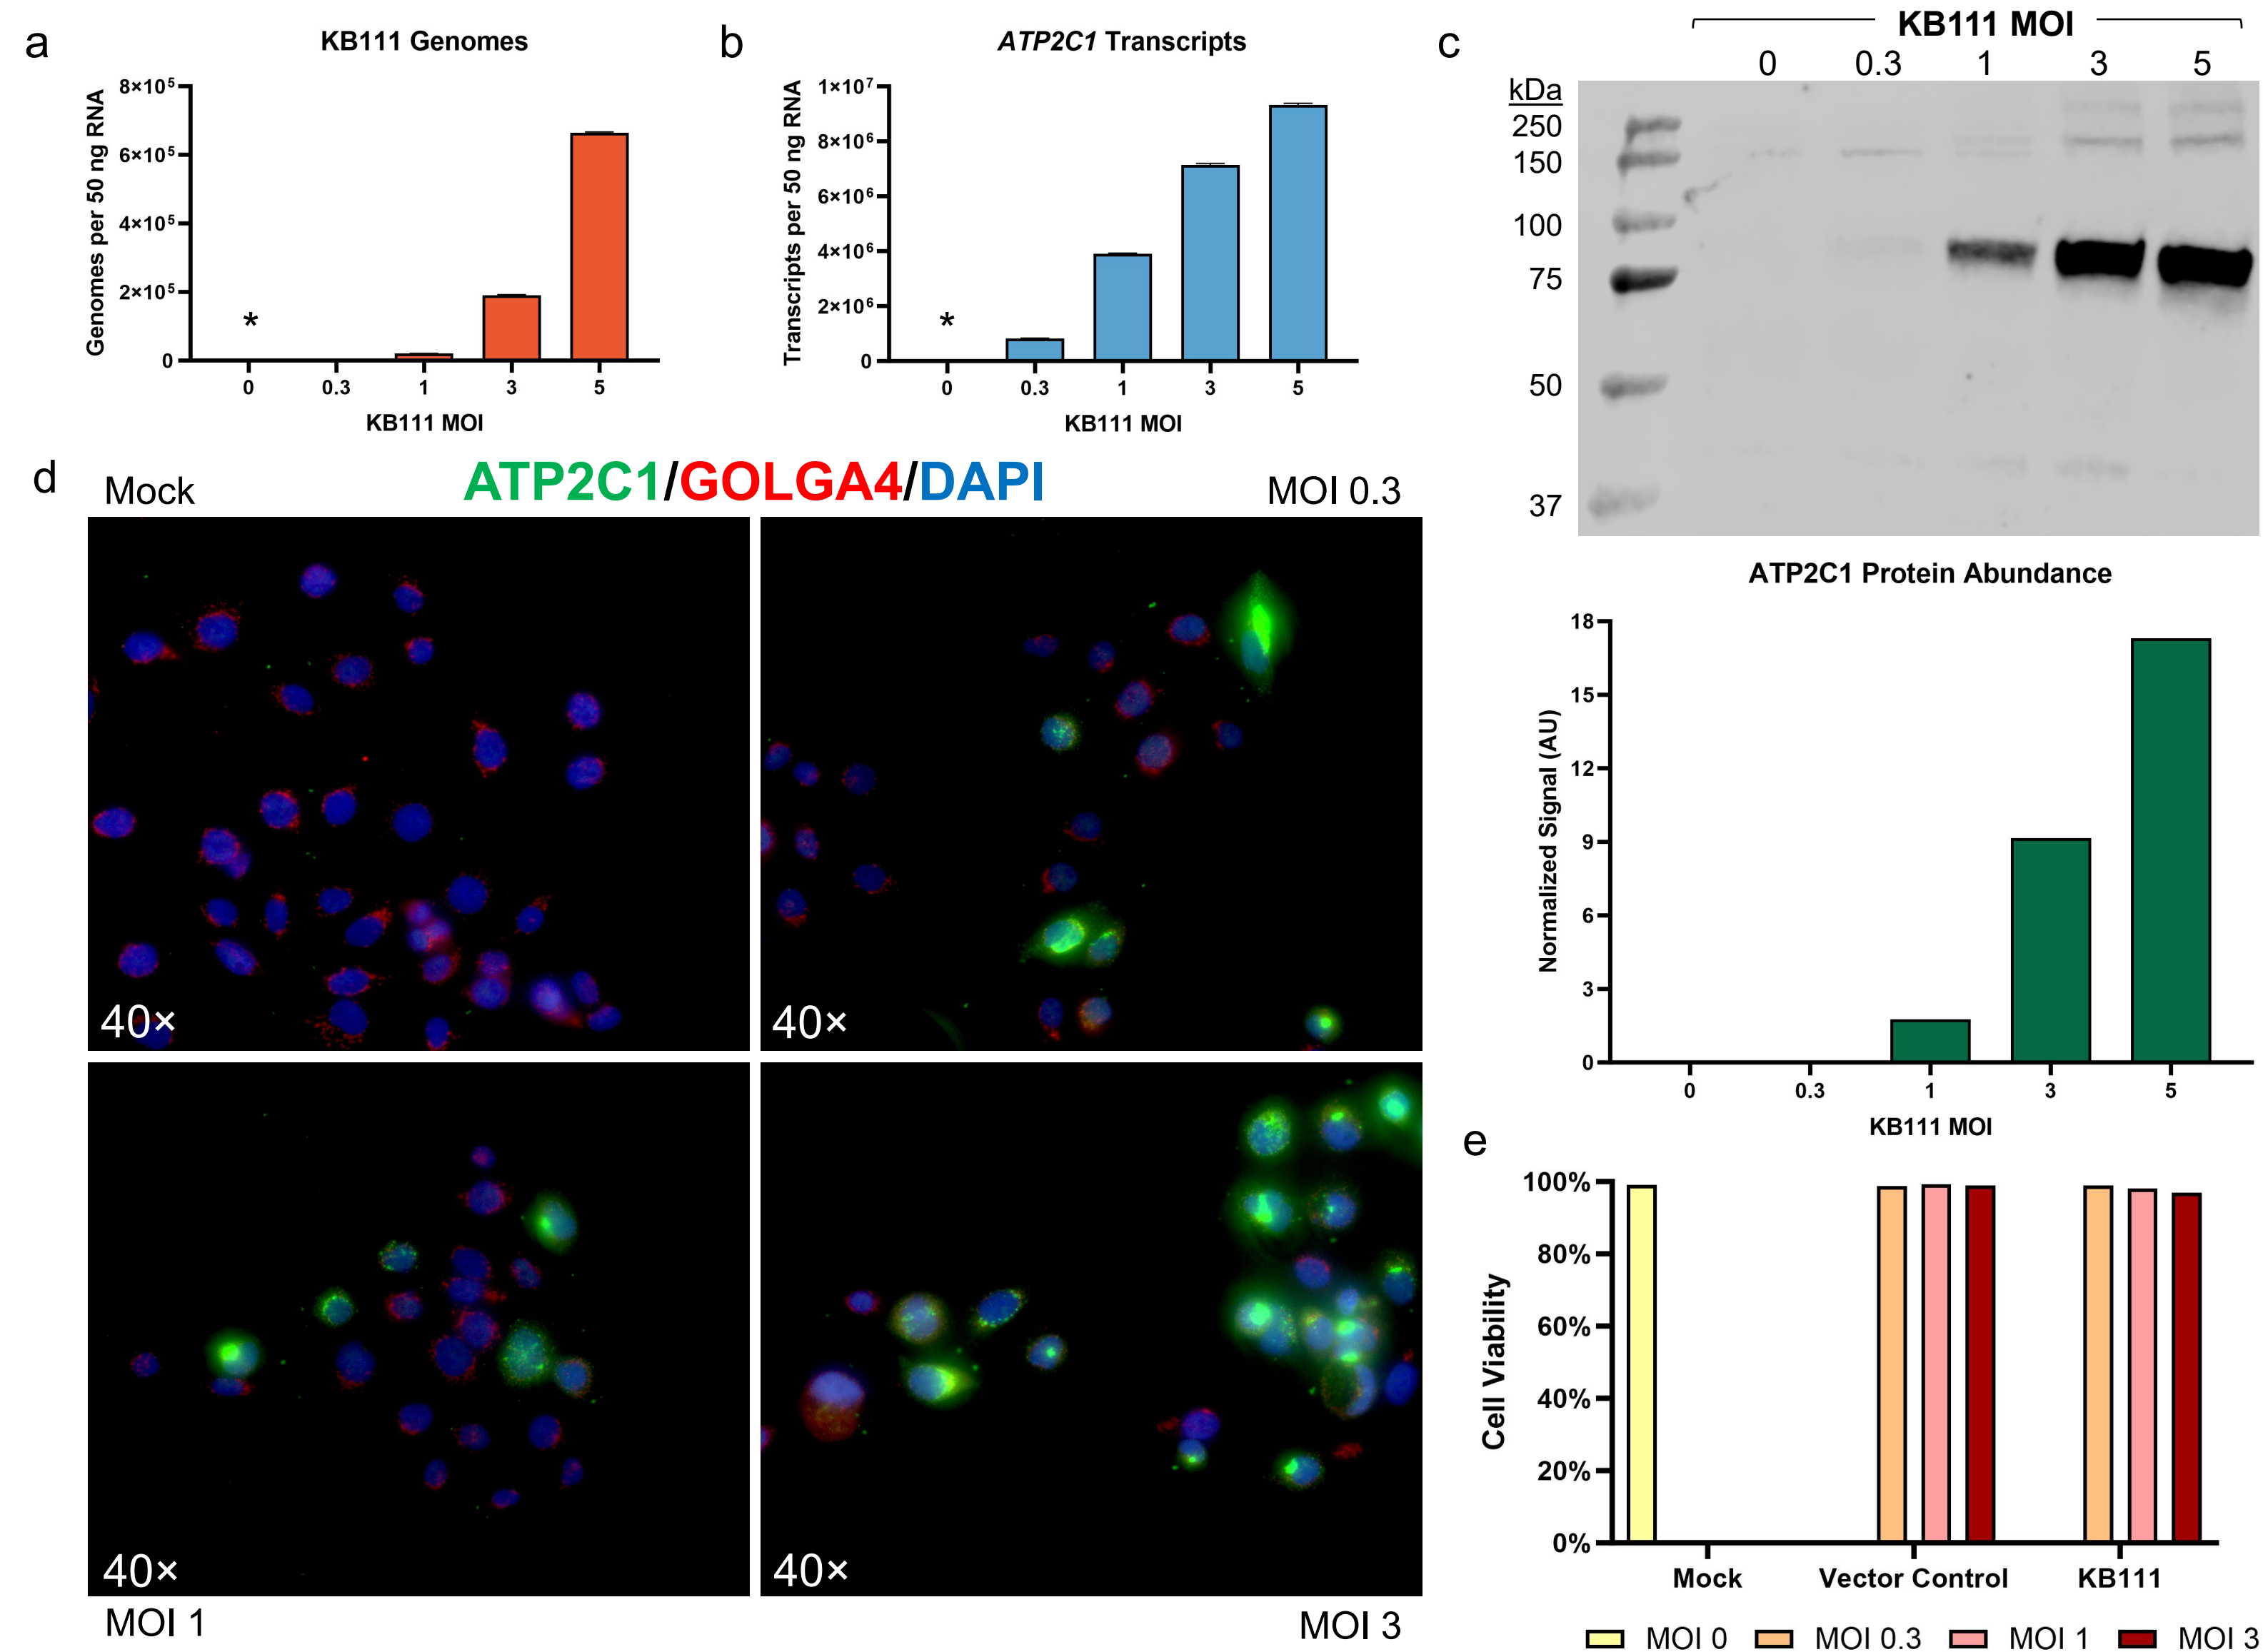 a
KB111 Genomes
Genomes per 50 ng RNA
8×10⁵
6×10⁵
4×10⁵
2×10⁵
0
*
0 0.3 1 3 5
KB111 MOI
b
ATP2C1 Transcripts
Transcripts per 50 ng RNA
1×10⁷
8×10⁶
6×10⁶
4×10⁶
2×10⁶
0
*
0 0.3 1 3 5
KB111 MOI
c
KB111 MOI
0 0.3 1 3 5
kDa
250
150
100
75
50
37
ATP2C1 Protein Abundance
Normalized Signal (AU)
18
15
12
9
6
3
0
0 0.3 1 3 5
KB111 MOI
d
ATP2C1/GOLGA4/DAPI
Mock
MOI 0.3
40×
40×
40×
40×
MOI 1
MOI 3
e
Cell Viability
100%
80%
60%
40%
20%
0%
Mock Vector Control KB111
MOI 0 MOI 0.3 MOI 1 MOI 3